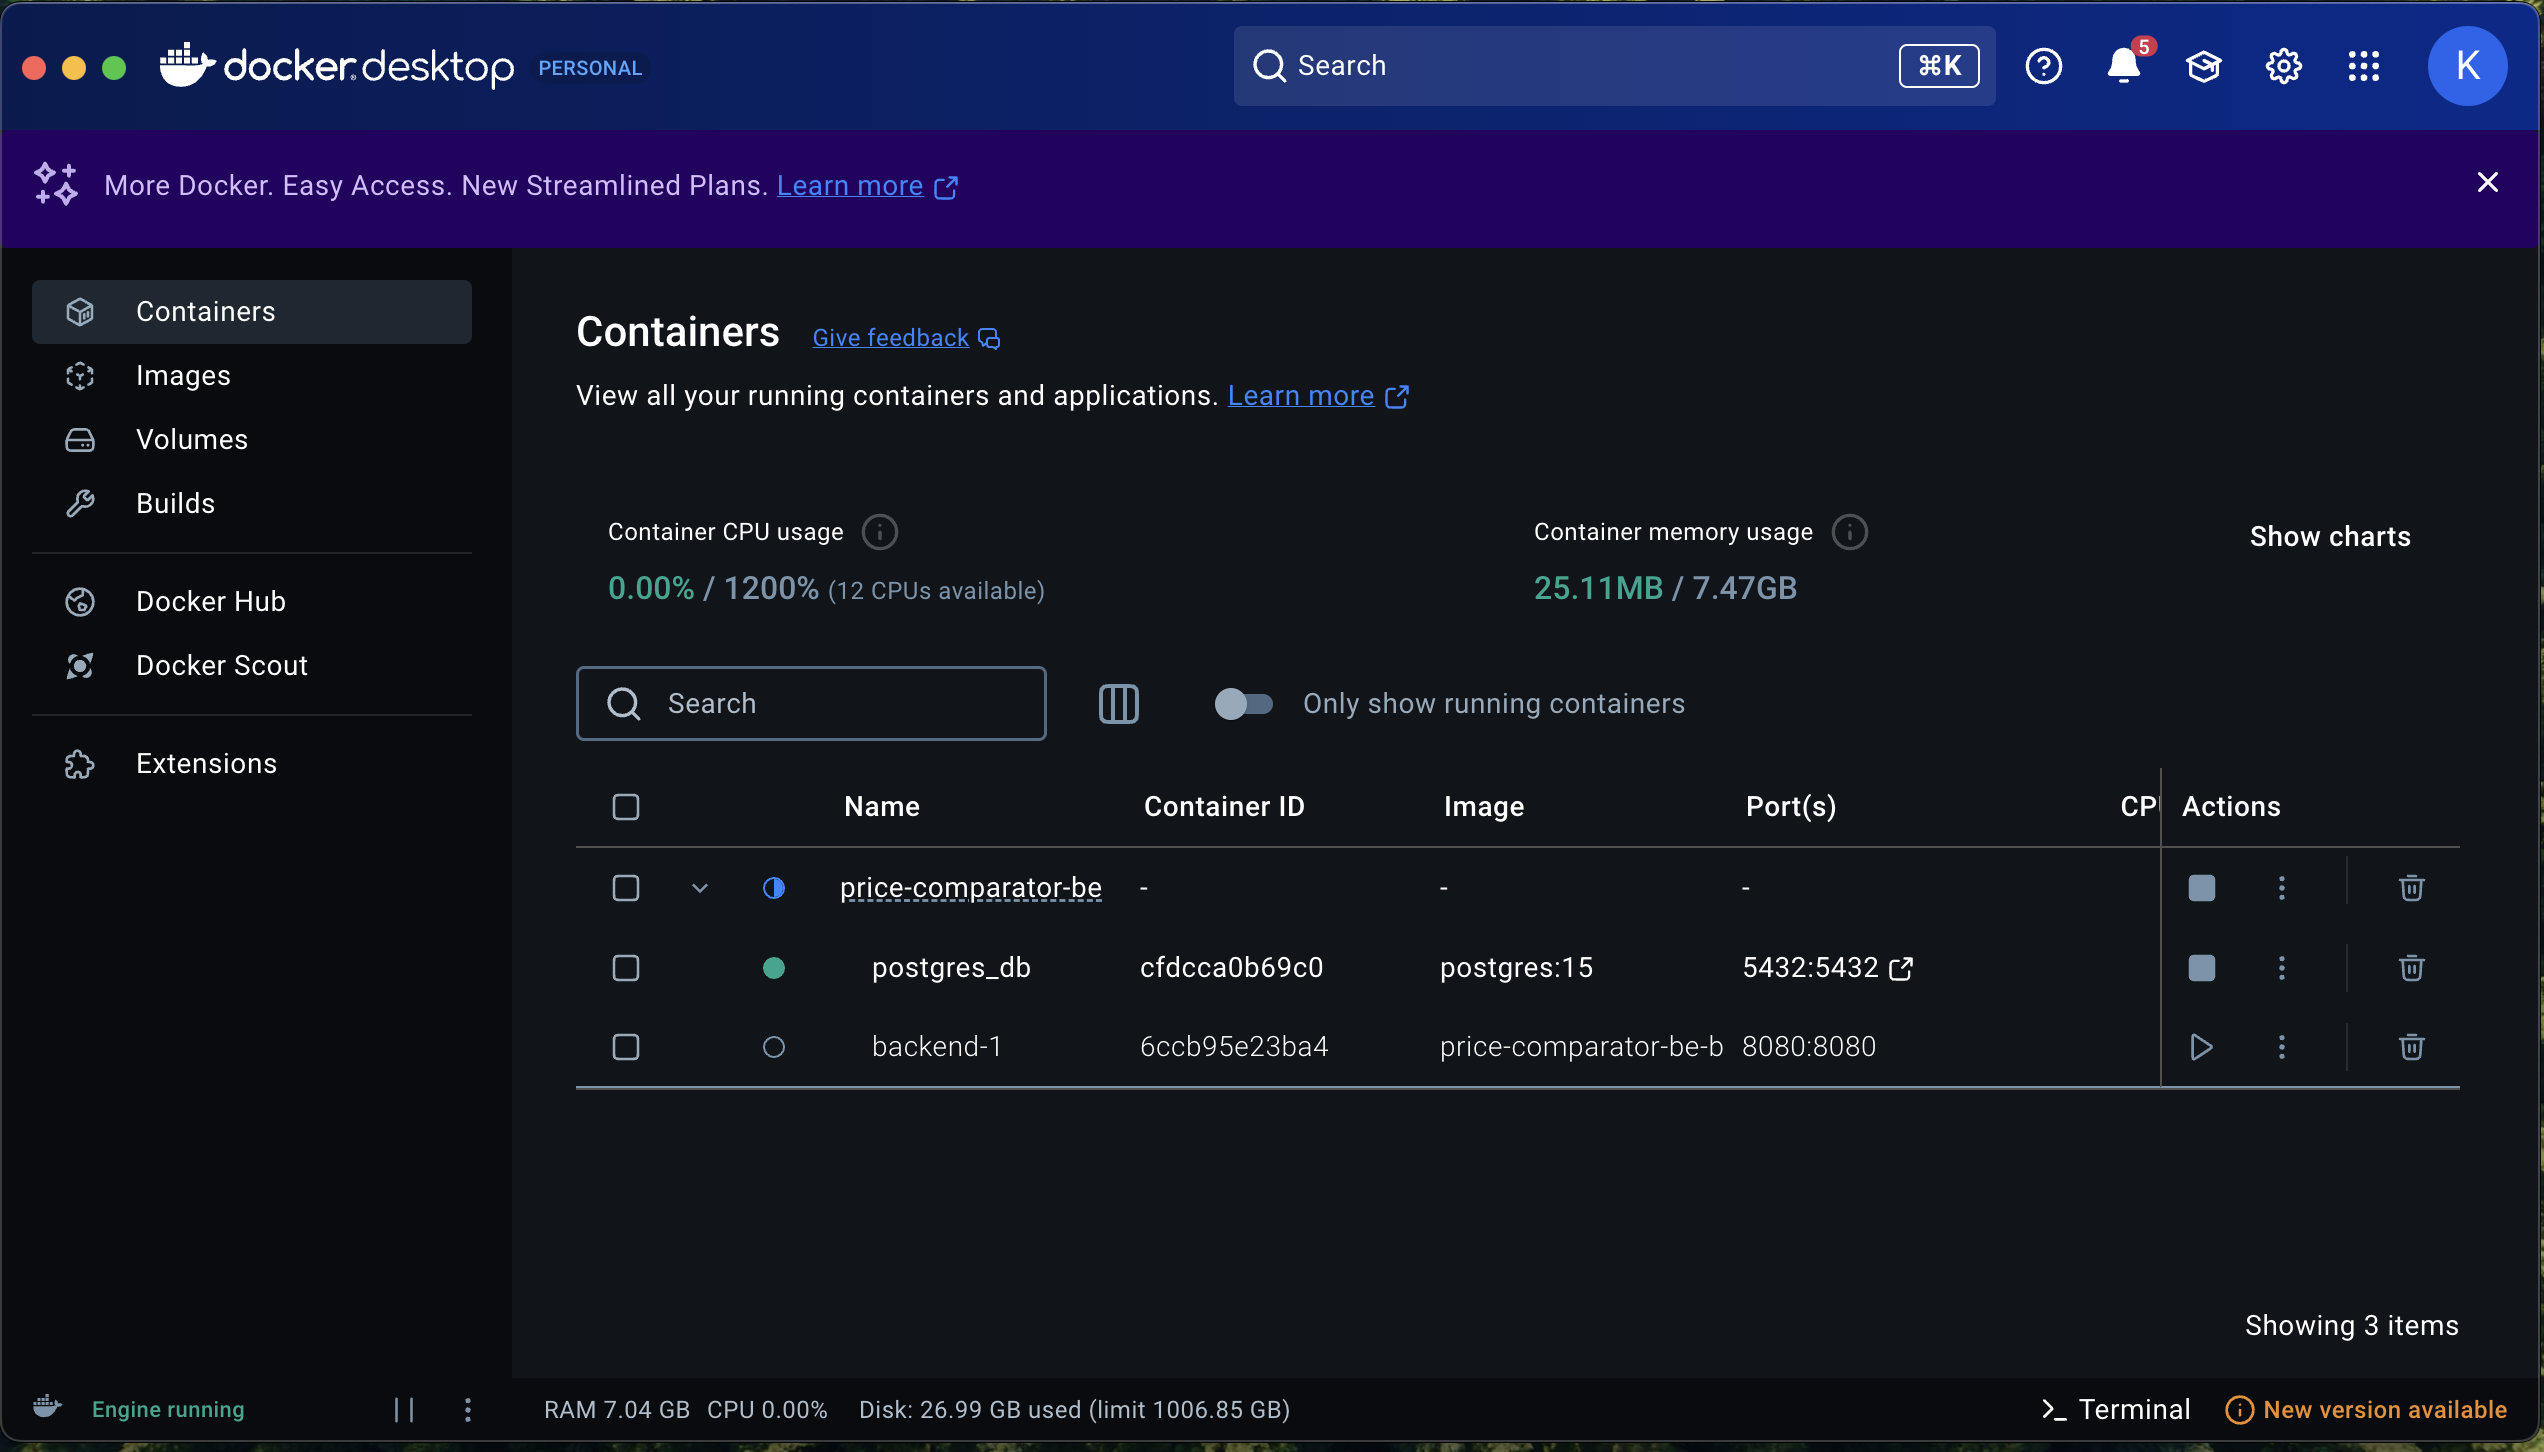 docker desktop PERSONAL
Search ⌘K
5
K
More Docker. Easy Access. New Streamlined Plans. Learn more
Containers
Images
Volumes
Builds
Docker Hub
Docker Scout
Extensions
Containers Give feedback
View all your running containers and applications. Learn more
Container CPU usage
0.00% / 1200% (12 CPUs available)
Container memory usage
25.11MB / 7.47GB
Show charts
Search
Only show running containers
Name Container ID Image Port(s) CPU Actions
price-comparator-be - - -
postgres_db cfdcca0b69c0 postgres:15 5432:5432
backend-1 6ccb95e23ba4 price-comparator-be-b 8080:8080
Showing 3 items
Engine running
RAM 7.04 GB CPU 0.00% Disk: 26.99 GB used (limit 1006.85 GB)
Terminal
New version available